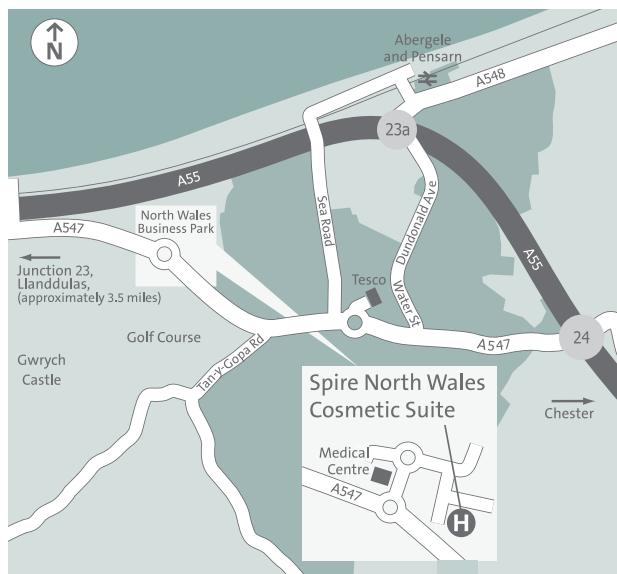 N
Abergele
and Pensarn
A548
23a
A55
Sea Road
Dundonald Ave
North Wales
Business Park
A547
Junction 23,
Llanddulas,
(approximately 3.5 miles)
A55
Tesco
Water St
Golf Course
Tan-y-Gopa Rd
A547
24
Gwrych
Castle
Chester
Spire North Wales
Cosmetic Suite
Medical
Centre
A547
H